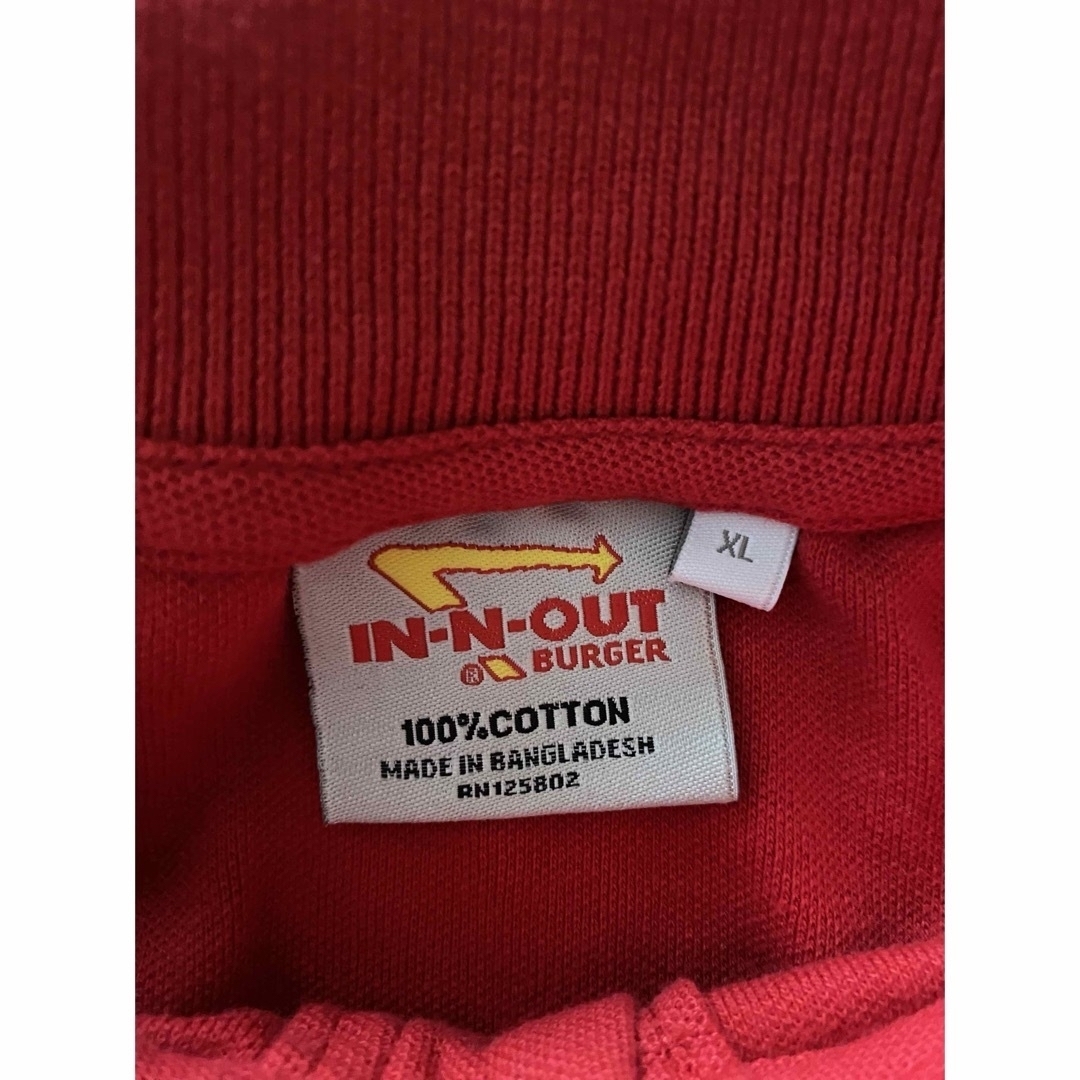 XL
IN-N-OUT
® BURGER
100% COTTON
MADE IN BANGLADESH
RN125802